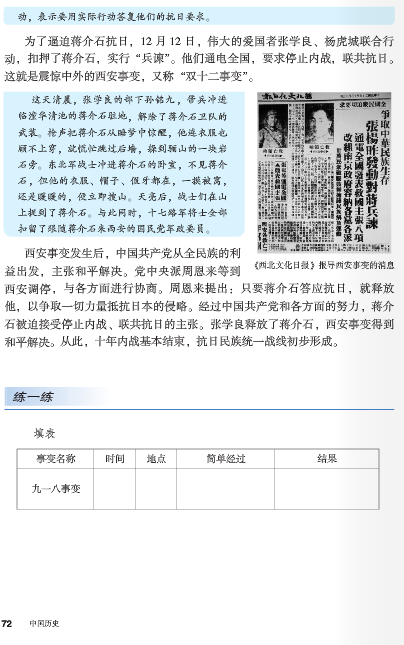 动，表示要用实际行动答复他们的抗日要求。
为了逼迫蒋介石抗日，12 月 12 日，伟大的爱国者张学良、杨虎城联合行
动，扣押了蒋介石，实行“兵谏”。他们通电全国，要求停止内战，联共抗日。
这就是震惊中外的西安事变，又称“双十二事变”。
这天清晨，张学良的部下孙铭九，带兵冲进
临潼华清池的蒋介石驻地，解除了蒋介石卫队的
武装。枪声把蒋介石从睡梦中惊醒，他连衣服也
顾不上穿，就慌忙跳过后墙，躲到骊山的一块岩
石旁。东北军战士冲进蒋介石的卧室，不见蒋介
石，但他的衣服、帽子、假牙都在，一摸被窝，
还是暖暖的，便立即搜山。天亮后，战士们在山
上捉到了蒋介石。与此同时，十七路军将士全部
扣留了跟随蒋介石来西安的国民党军政要员。
争取中华民族生存
張楊昨發動對蔣兵諫
通電全國發表救國主張八項
改組南京政府容納各黨各派
《西北文化日报》报导西安事变的消息
西安事变发生后，中国共产党从全民族的利
益出发，主张和平解决。党中央派周恩来等到
西安调停，与各方面进行协商。周恩来提出：只要蒋介石答应抗日，就释放
他，以争取一切力量抵抗日本的侵略。经过中国共产党和各方面的努力，蒋介
石被迫接受停止内战、联共抗日的主张。张学良释放了蒋介石，西安事变得到
和平解决。从此，十年内战基本结束，抗日民族统一战线初步形成。
练一练
填表
事变名称 时间 地点 简单经过 结果
九一八事变
72 中国历史